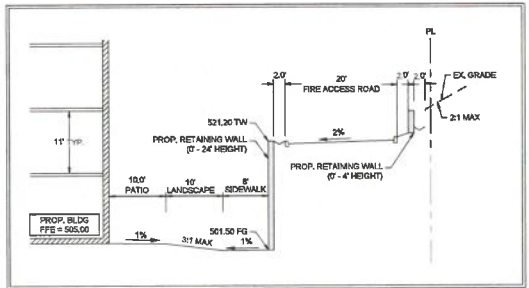 PL
2.0'
20'
FIRE ACCESS ROAD
2.0'
2.0'
EX. GRADE
2:1 MAX
521.20 TW
2%
PROP. RETAINING WALL
(0' - 24' HEIGHT)
PROP. RETAINING WALL
(0' - 4' HEIGHT)
11' TYP.
10.0'
PATIO
10'
LANDSCAPE
8'
SIDEWALK
PROP. BLDG
FFE = 505.00
501.50 FG
1%
3:1 MAX
1%